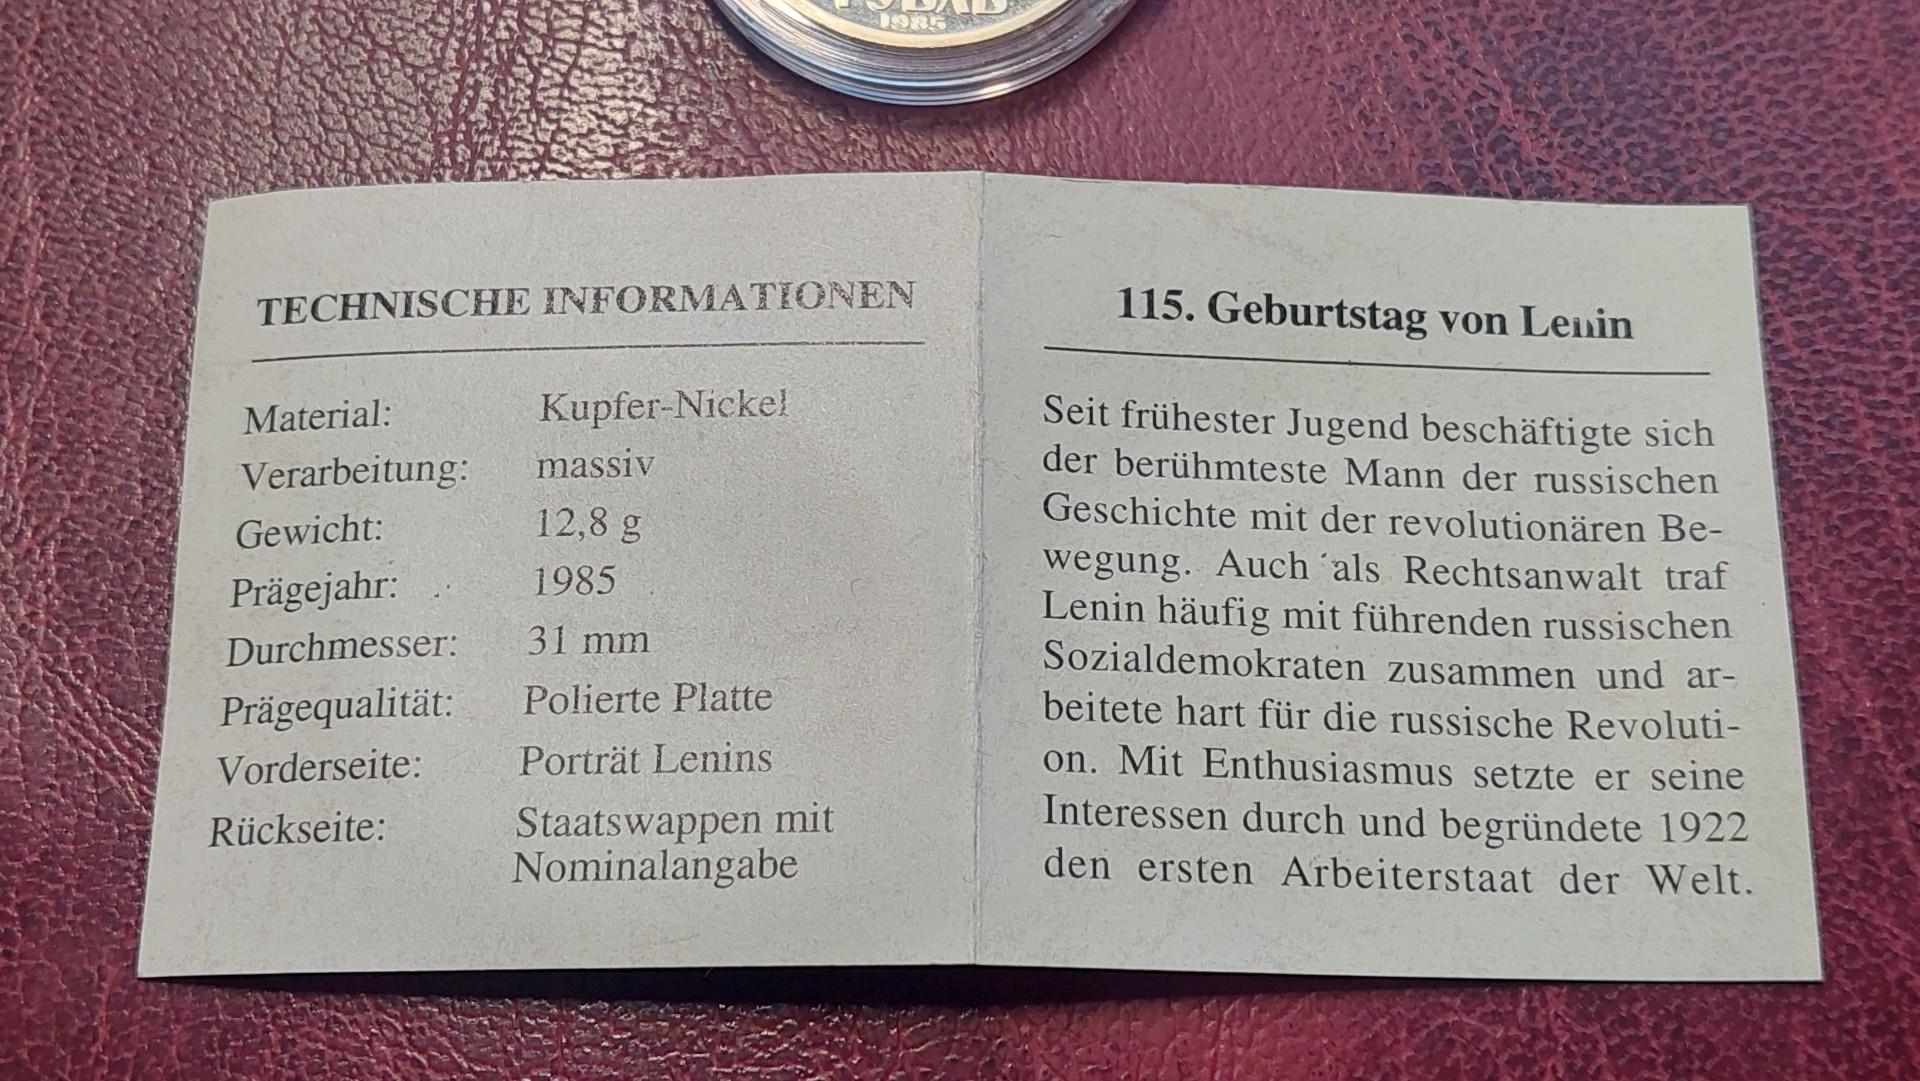 РУБЛЬ
1985
TECHNISCHE INFORMATIONEN
Material: Kupfer-Nickel
Verarbeitung: massiv
Gewicht: 12,8 g
Prägejahr: 1985
Durchmesser: 31 mm
Prägequalität: Polierte Platte
Vorderseite: Porträt Lenins
Rückseite: Staatswappen mit
Nominalangabe
115. Geburtstag von Lenin
Seit frühester Jugend beschäftigte sich
der berühmteste Mann der russischen
Geschichte mit der revolutionären Be-
wegung. Auch als Rechtsanwalt traf
Lenin häufig mit führenden russischen
Sozialdemokraten zusammen und ar-
beitete hart für die russische Revoluti-
on. Mit Enthusiasmus setzte er seine
Interessen durch und begründete 1922
den ersten Arbeiterstaat der Welt.